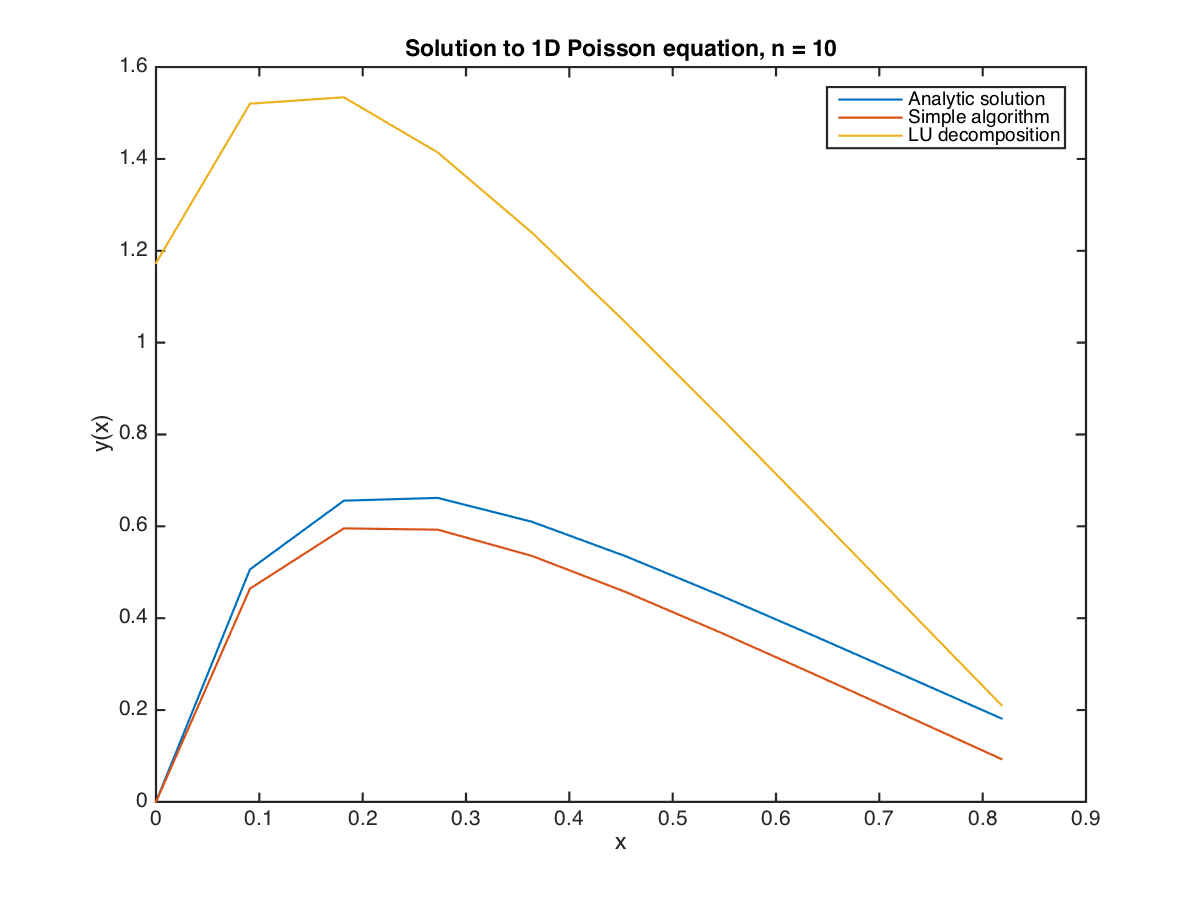 Solution to 1D Poisson equation, n = 10
1.6
1.4
1.2
1
0.8
0.6
0.4
0.2
0
y(x)
Analytic solution
Simple algorithm
LU decomposition
0 0.1 0.2 0.3 0.4 0.5 0.6 0.7 0.8 0.9
x